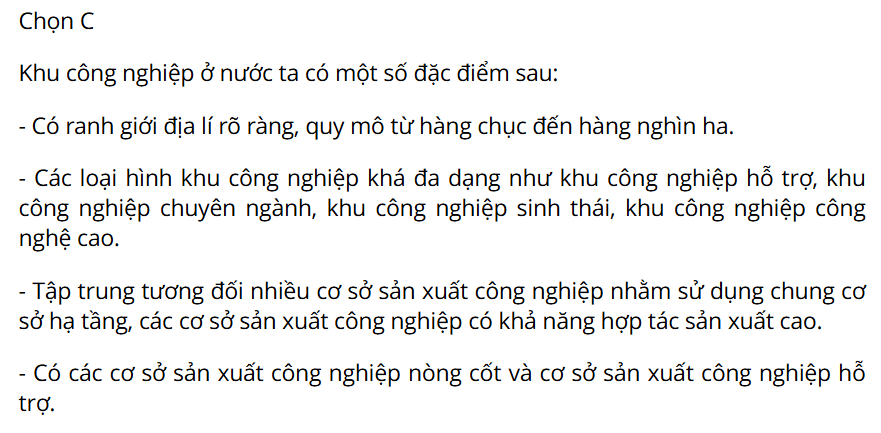 Chọn C
Khu công nghiệp ở nước ta có một số đặc điểm sau:
- Có ranh giới địa lí rõ ràng, quy mô từ hàng chục đến hàng nghìn ha.
- Các loại hình khu công nghiệp khá đa dạng như khu công nghiệp hỗ trợ, khu
công nghiệp chuyên ngành, khu công nghiệp sinh thái, khu công nghiệp công
nghệ cao.
- Tập trung tương đối nhiều cơ sở sản xuất công nghiệp nhằm sử dụng chung cơ
sở hạ tầng, các cơ sở sản xuất công nghiệp có khả năng hợp tác sản xuất cao.
- Có các cơ sở sản xuất công nghiệp nòng cốt và cơ sở sản xuất công nghiệp hỗ
trợ.